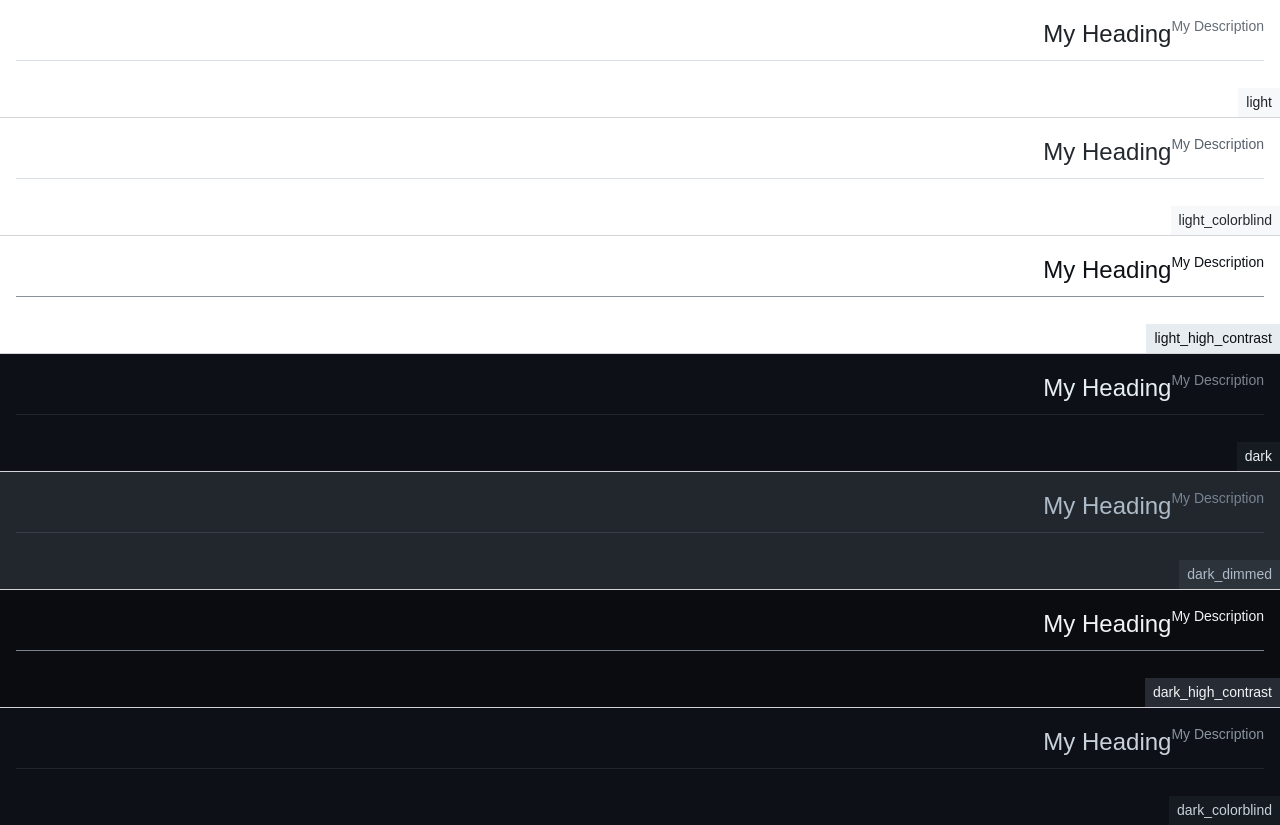 My Heading My Description
light
My Heading My Description
light_colorblind
My Heading My Description
light_high_contrast
My Heading My Description
dark
My Heading My Description
dark_dimmed
My Heading My Description
dark_high_contrast
My Heading My Description
dark_colorblind